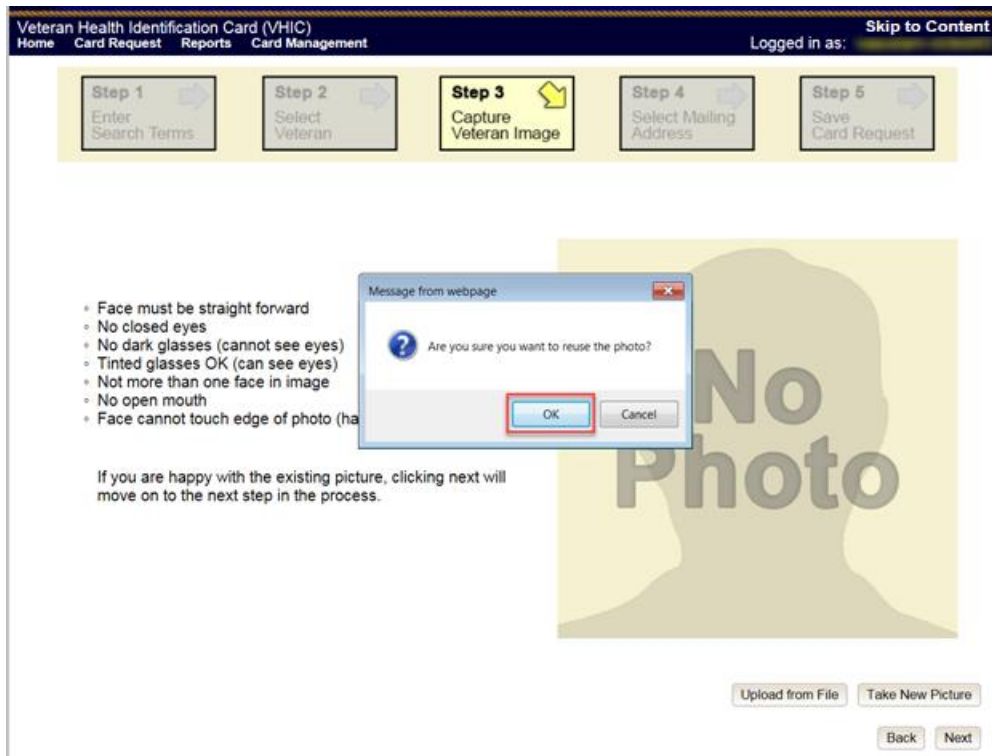 Veteran Health Identification Card (VHIC)
Skip to Content
Home Card Request Reports Card Management
Logged in as:
Step 1
Enter
Search Terms
Step 2
Select
Veteran
Step 3
Capture
Veteran Image
Step 4
Select Mailing
Address
Step 5
Save
Card Request
Face must be straight forward
No closed eyes
No dark glasses (cannot see eyes)
Tinted glasses OK (can see eyes)
Not more than one face in image
No open mouth
Face cannot touch edge of photo (ha
If you are happy with the existing picture, clicking next will
move on to the next step in the process.
Message from webpage
Are you sure you want to reuse the photo?
OK Cancel
No
Photo
Upload from File Take New Picture
Back Next